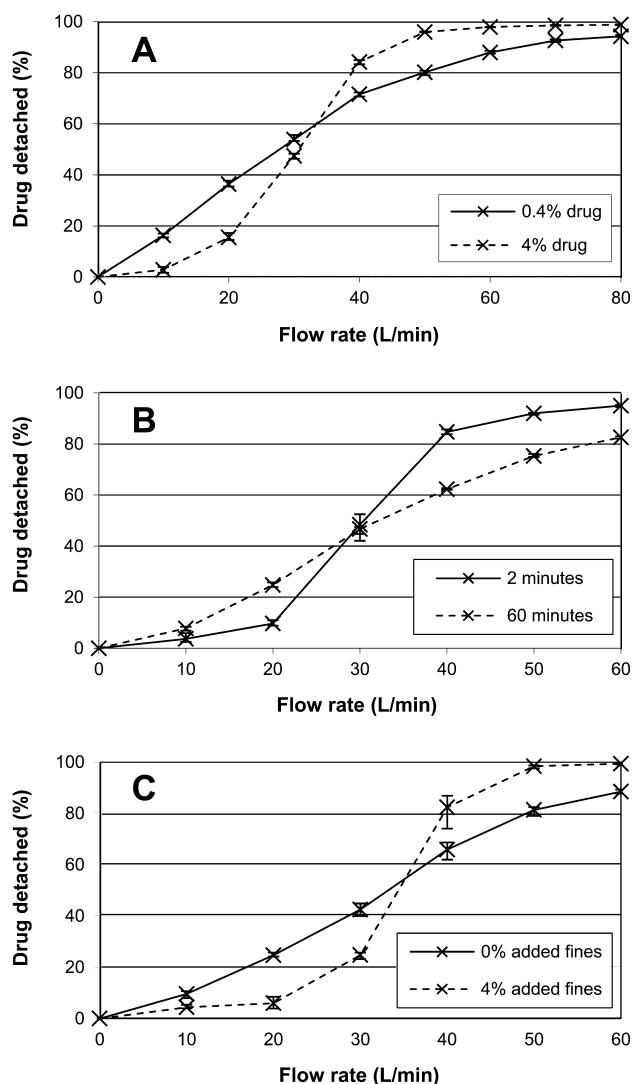 A
Drug detached (%)
100
80
60
40
20
0
0.4% drug
4% drug
0 20 40 60 80
Flow rate (L/min)
B
Drug detached (%)
100
80
60
40
20
0
2 minutes
60 minutes
0 10 20 30 40 50 60
Flow rate (L/min)
C
Drug detached (%)
100
80
60
40
20
0
0% added fines
4% added fines
0 10 20 30 40 50 60
Flow rate (L/min)